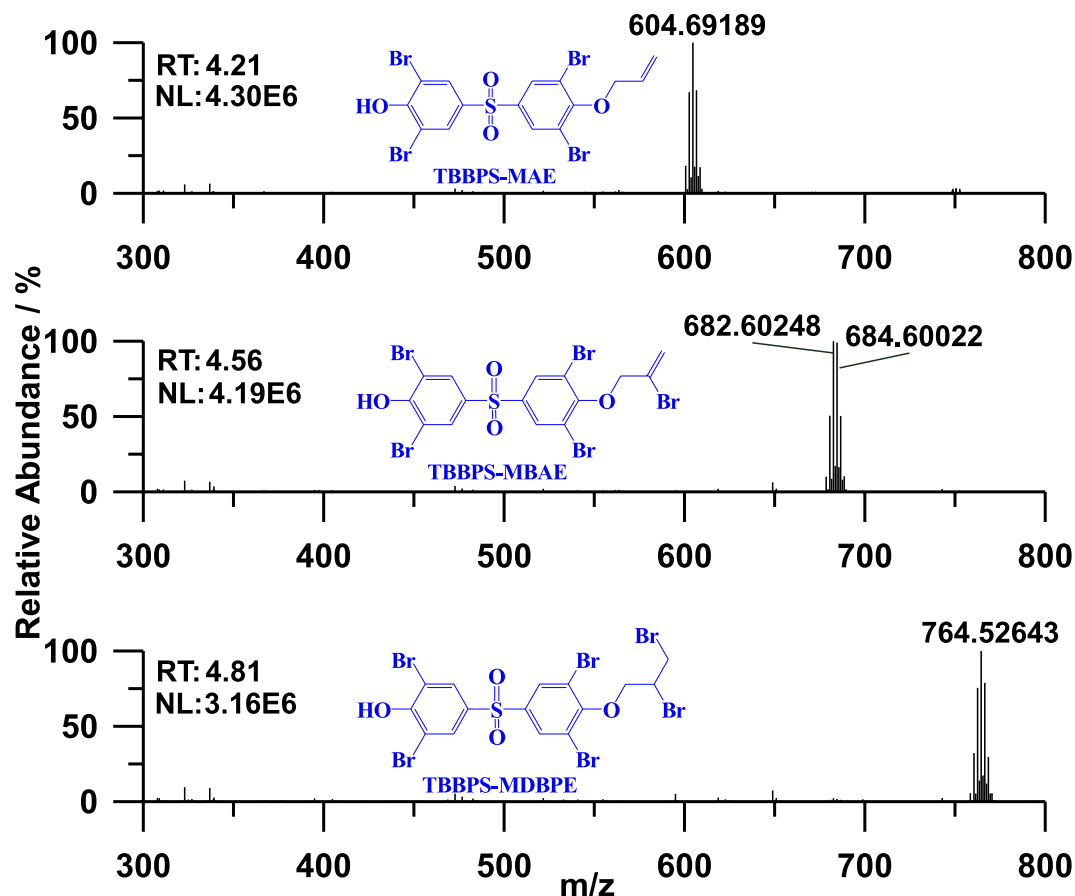 Relative Abundance / %
604.69189
100
50
0
RT: 4.21
NL: 4.30E6
Br
Br
HO
O
S
O
O
Br
Br
TBBPS-MAE
300 400 500 600 700 800
682.60248 684.60022
100
50
0
RT: 4.56
NL: 4.19E6
Br
Br
HO
O
S
O
O
Br
Br
Br
TBBPS-MBAE
300 400 500 600 700 800
764.52643
100
50
0
RT: 4.81
NL: 3.16E6
Br
Br
Br
HO
O
S
O
O
Br
Br
Br
TBBPS-MDBPE
300 400 500 600 700 800
m/z